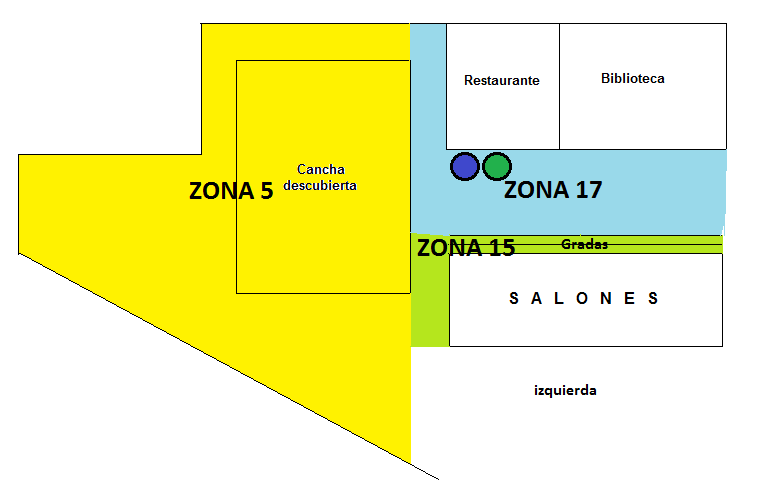 Restaurante
Biblioteca
Cancha
descubierta
ZONA 5
ZONA 17
ZONA 15
Gradas
S A L O N E S
izquierda